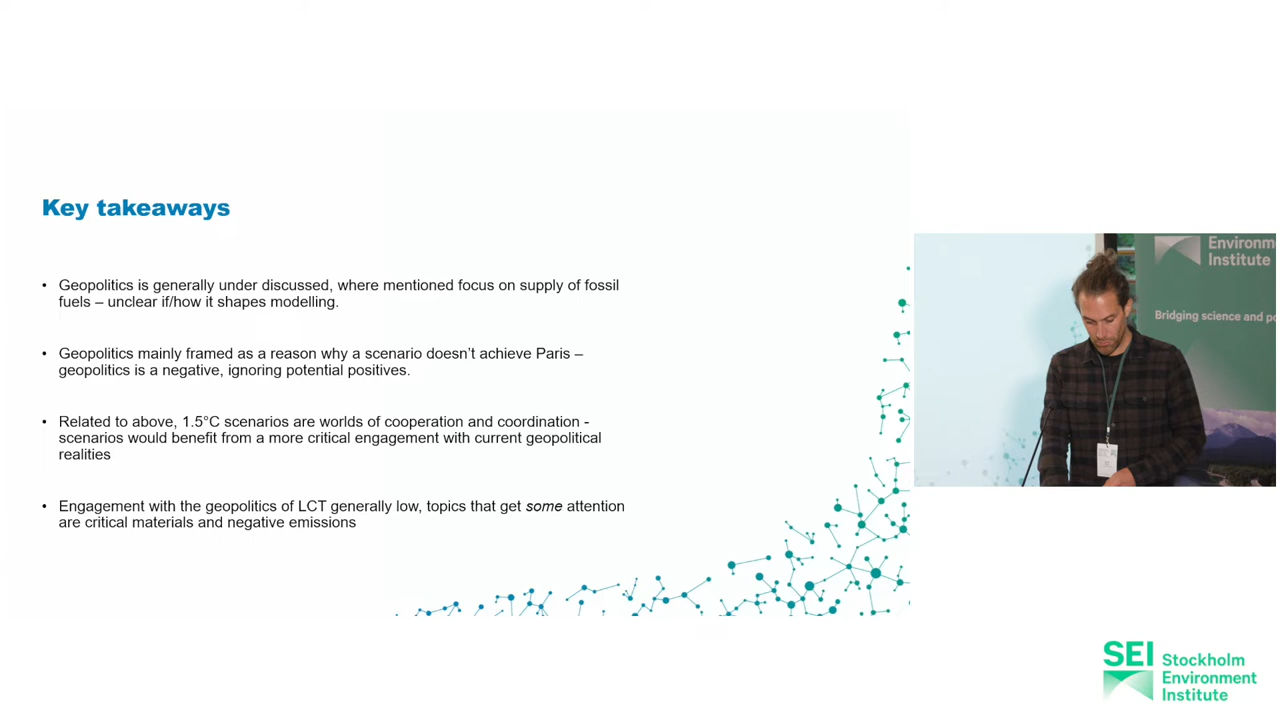 Key takeaways
• Geopolitics is generally under discussed, where mentioned focus on supply of fossil
fuels – unclear if/how it shapes modelling.
• Geopolitics mainly framed as a reason why a scenario doesn't achieve Paris –
geopolitics is a negative, ignoring potential positives.
• Related to above, 1.5°C scenarios are worlds of cooperation and coordination -
scenarios would benefit from a more critical engagement with current geopolitical
realities
• Engagement with the geopolitics of LCT generally low, topics that get some attention
are critical materials and negative emissions
Environm
Institute
Bridging science and po
SEI Stockholm
Environment
Institute